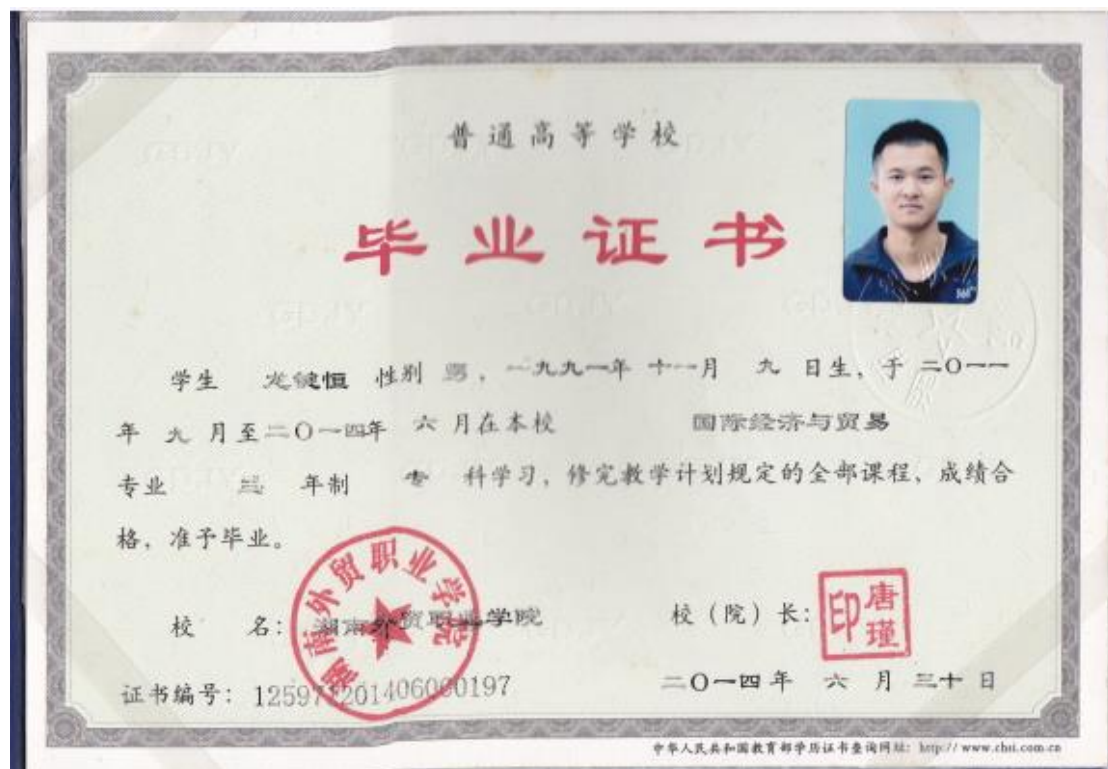 普通高等学校
毕业证书
学生 龙健恒 性别 男，一九九一年 十一月 九 日生，于 二〇一一
年 九 月至二〇一四年 六 月在本校 国际经济与贸易
专业 三 年制 专 科学习，修完教学计划规定的全部课程，成绩合
格，准予毕业。
校 名：湖南外贸职业学院
湖南外贸职业学院
校（院）长：
唐瑾印
证书编号：125971201406000197
二〇一四年 六 月 三十 日
中华人民共和国教育部学历证书查询网址：http://www.chsi.com.cn